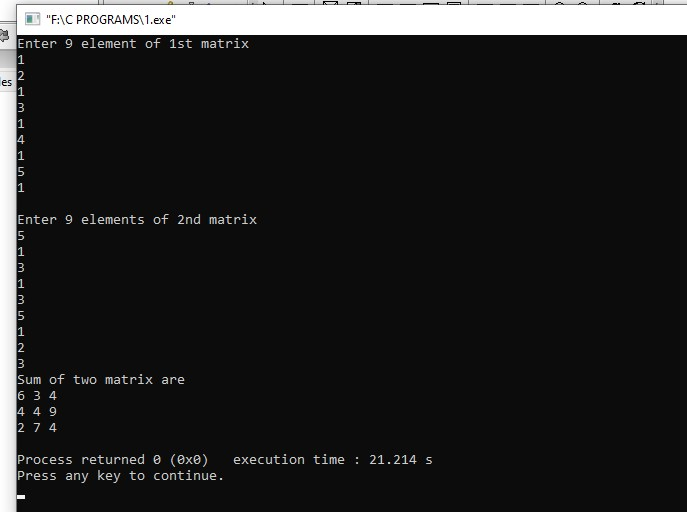 "F:\C PROGRAMS\1.exe"
les
Enter 9 element of 1st matrix
1
2
1
3
1
4
1
5
1
Enter 9 elements of 2nd matrix
5
1
3
1
3
5
1
2
3
Sum of two matrix are
6 3 4
4 4 9
2 7 4
Process returned 0 (0x0)   execution time : 21.214 s
Press any key to continue.